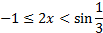 −1 ≤ 2x < sin 1/3